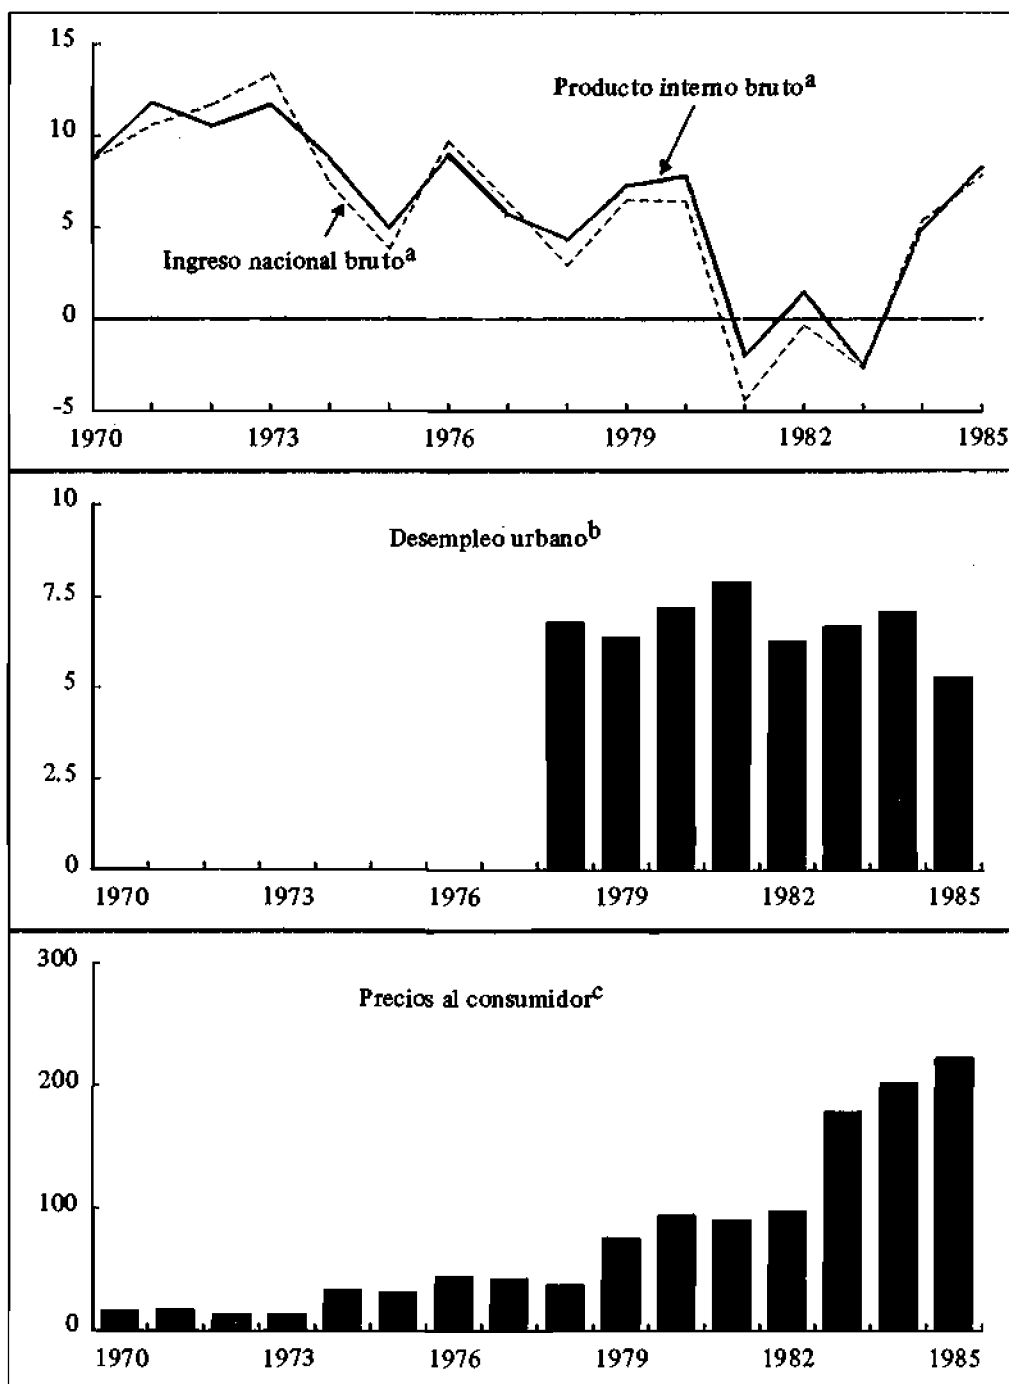 15
Producto interno bruto^a
10
5
Ingreso nacional bruto^a
0
-5
1970 1973 1976 1979 1982 1985
10
Desempleo urbano^b
7.5
5
2.5
0
1970 1973 1976 1979 1982 1985
300
Precios al consumidor^c
200
100
0
1970 1973 1976 1979 1982 1985